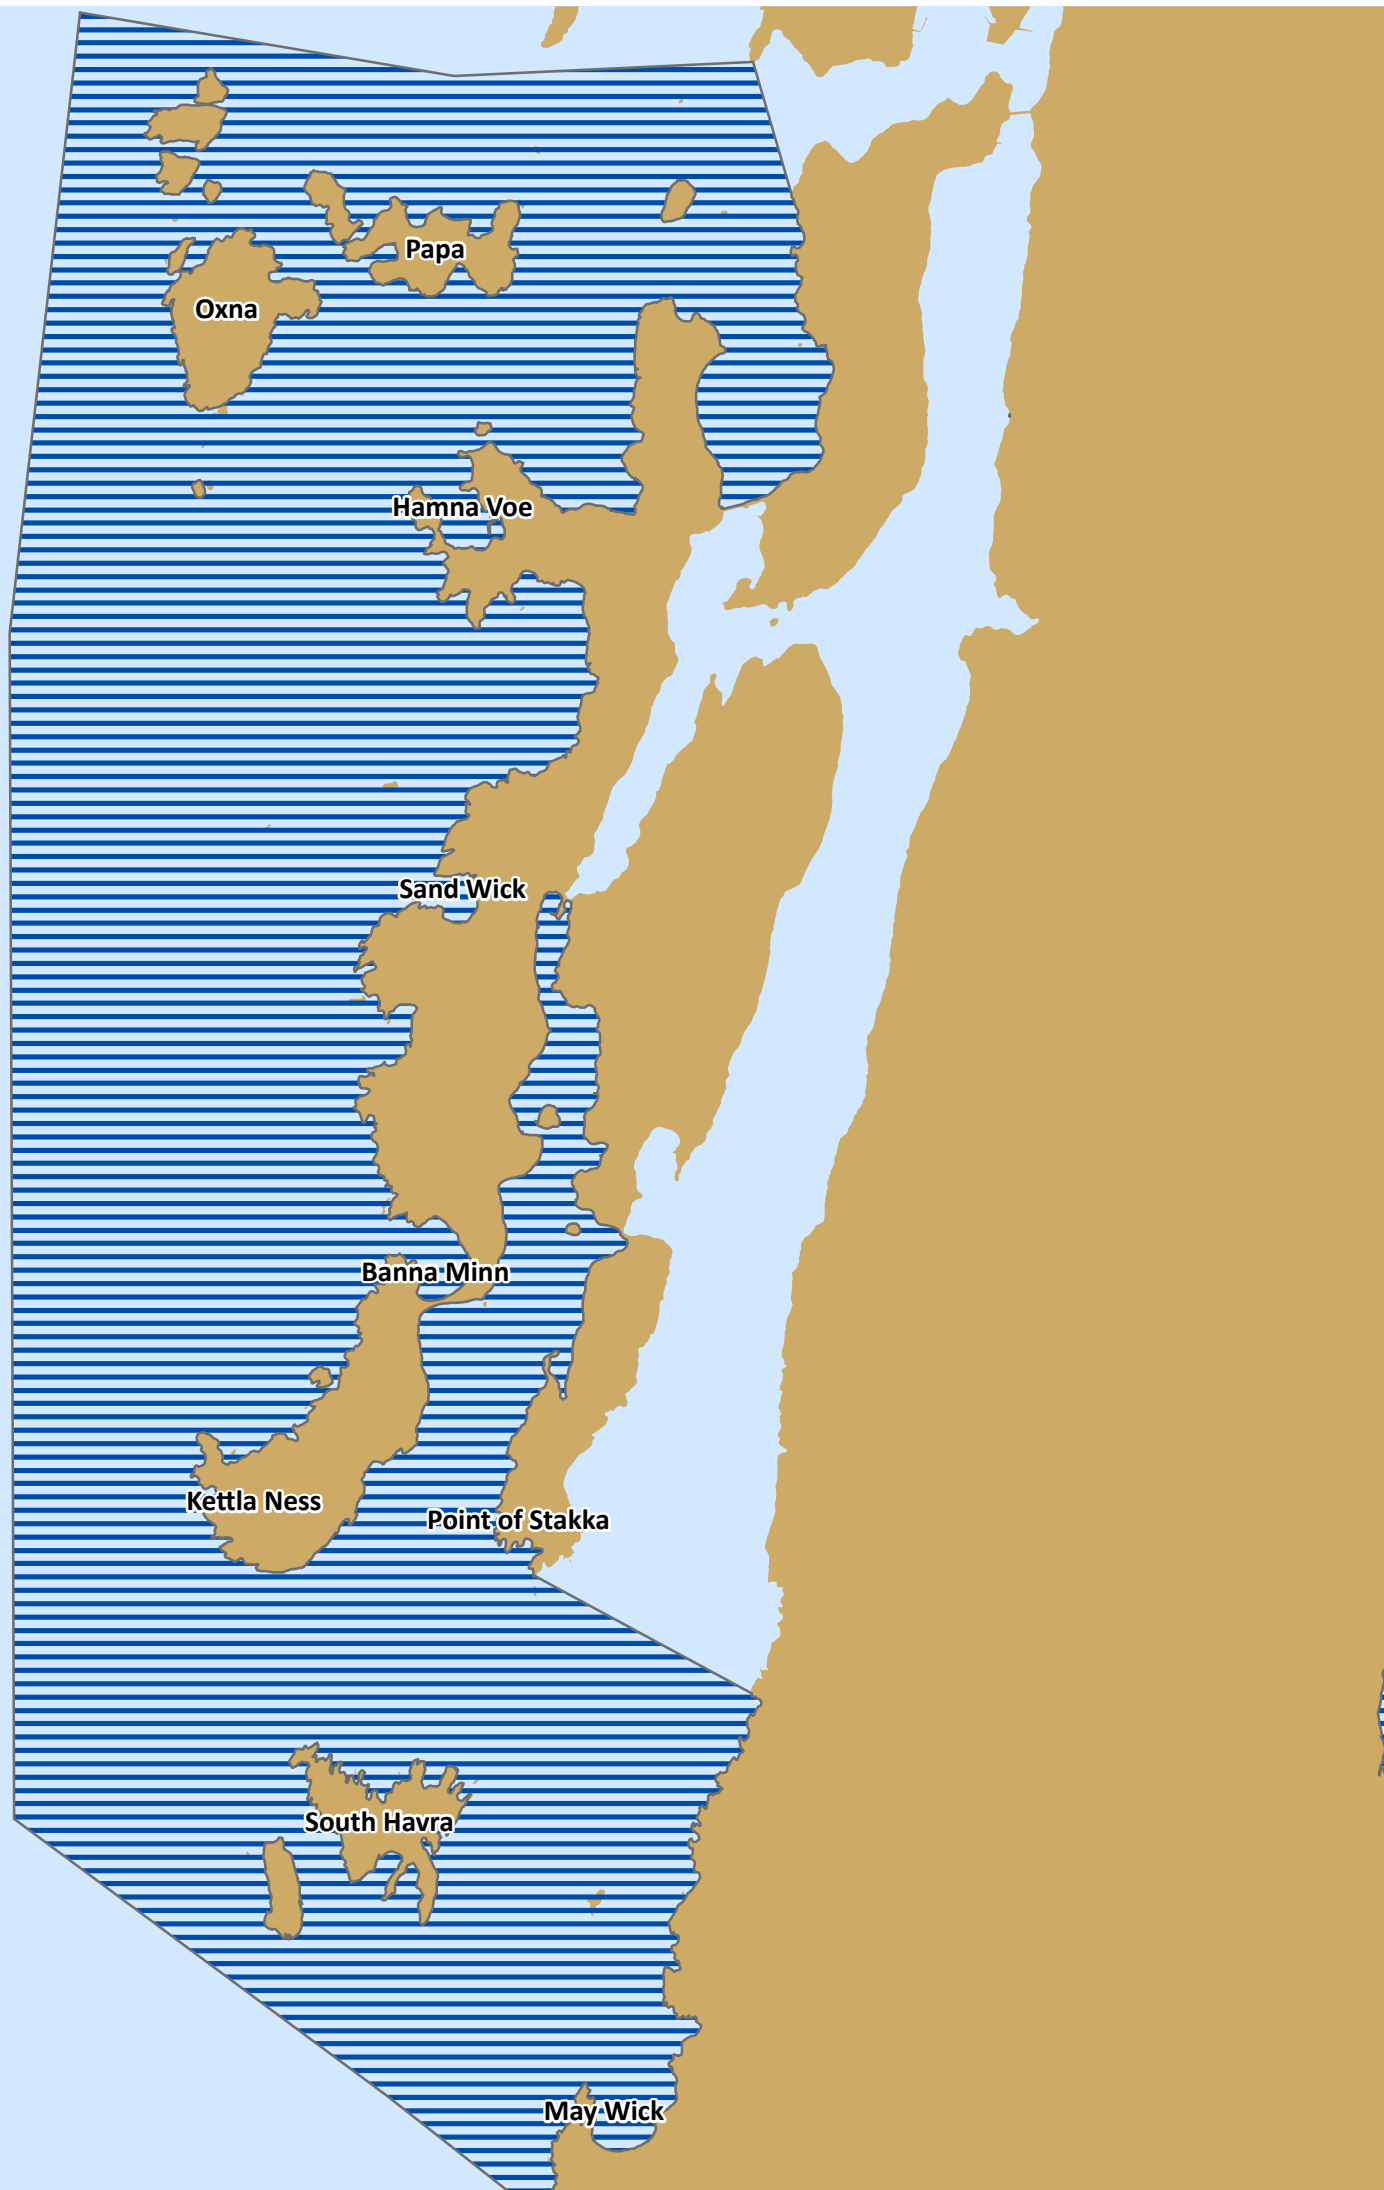 Papa
Oxna
Hamna Voe
Sand Wick
Banna Minn
Kettla Ness
Point of Stakka
South Havra
May Wick